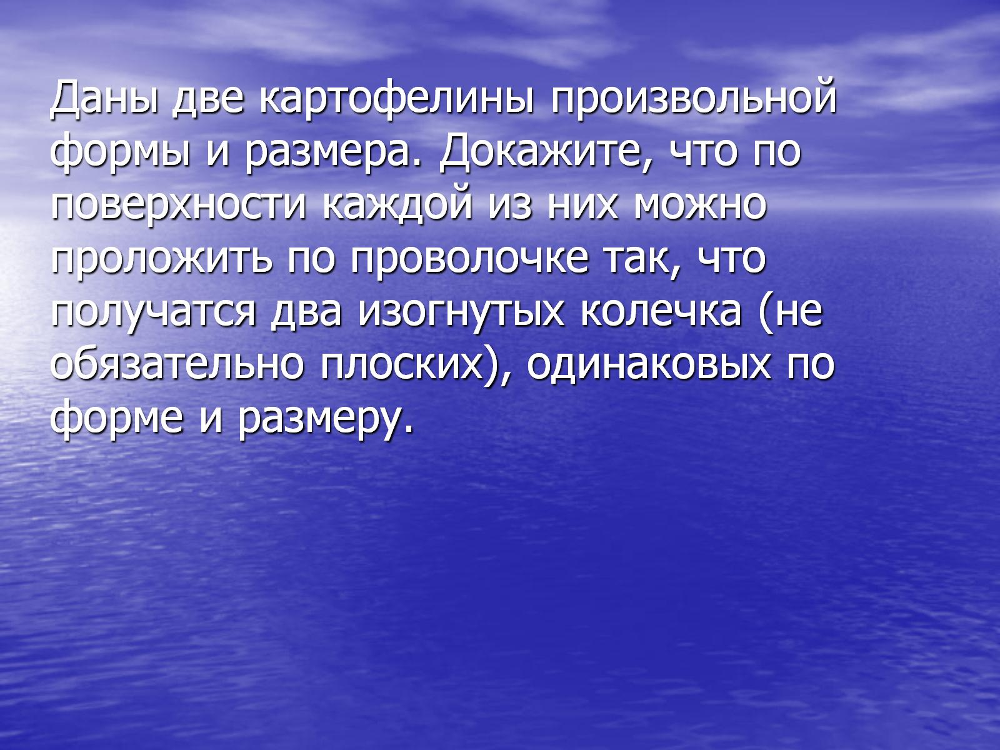 Даны две картофелины произвольной
формы и размера. Докажите, что по
поверхности каждой из них можно
проложить по проволочке так, что
получатся два изогнутых колечка (не
обязательно плоских), одинаковых по
форме и размеру.